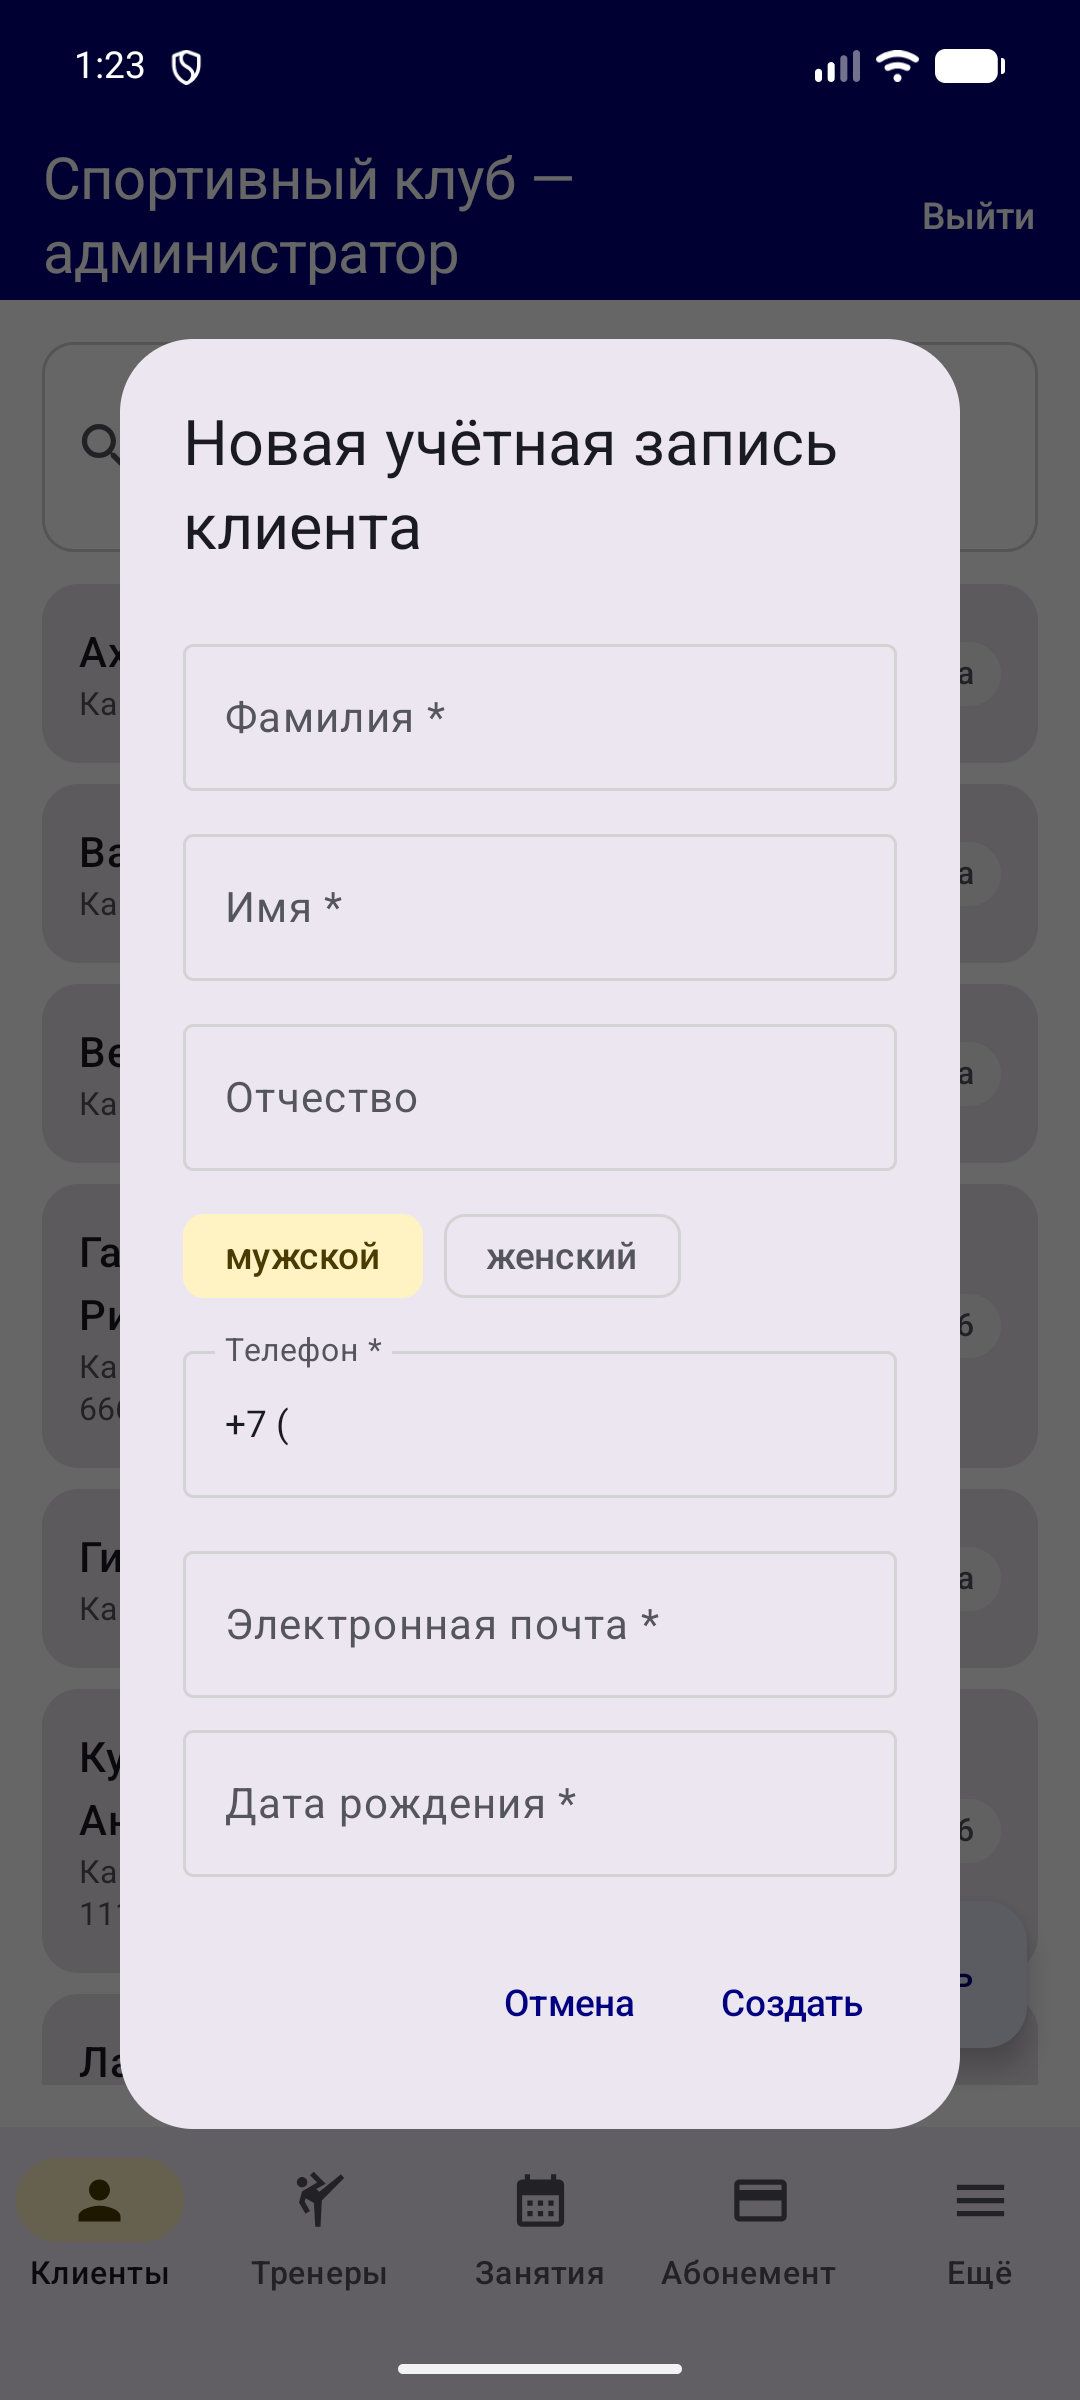 1:23
Спортивный клуб —
администратор
Выйти
Новая учётная запись
клиента
Фамилия *
Имя *
Отчество
мужской
женский
Телефон *
+7 (
Электронная почта *
Дата рождения *
Отмена
Создать
Клиенты
Тренеры
Занятия
Абонемент
Ещё